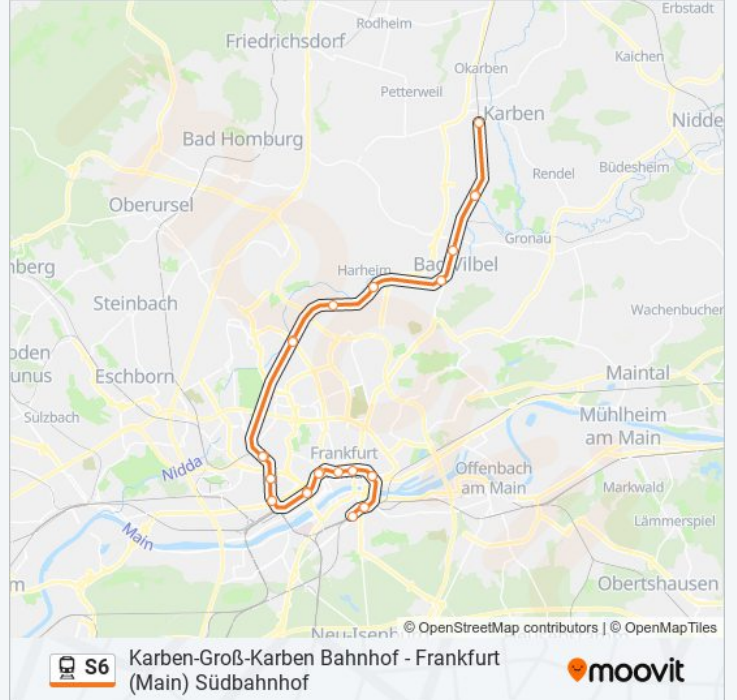 Erbstadt
Rodheim
Friedrichsdorf
Kaichen
Okarben
Petterweil
Karben
Nidde
Bad Homburg
Büdesheim
Rendel
Oberursel
Gronau
nberg
Harheim
Bad Vilbel
Steinbach
Wachenbucher
oden
unus
Eschborn
Maintal
Sulzbach
Mühlheim
am Main
Frankfurt
Nidda
Offenbach
am Main
Markwald
Lämmerspiel
Main
m
Obertshausen
Neu-Isenb
© OpenStreetMap contributors | © OpenMapTiles
S6
Karben-Groß-Karben Bahnhof - Frankfurt
(Main) Südbahnhof
moovit